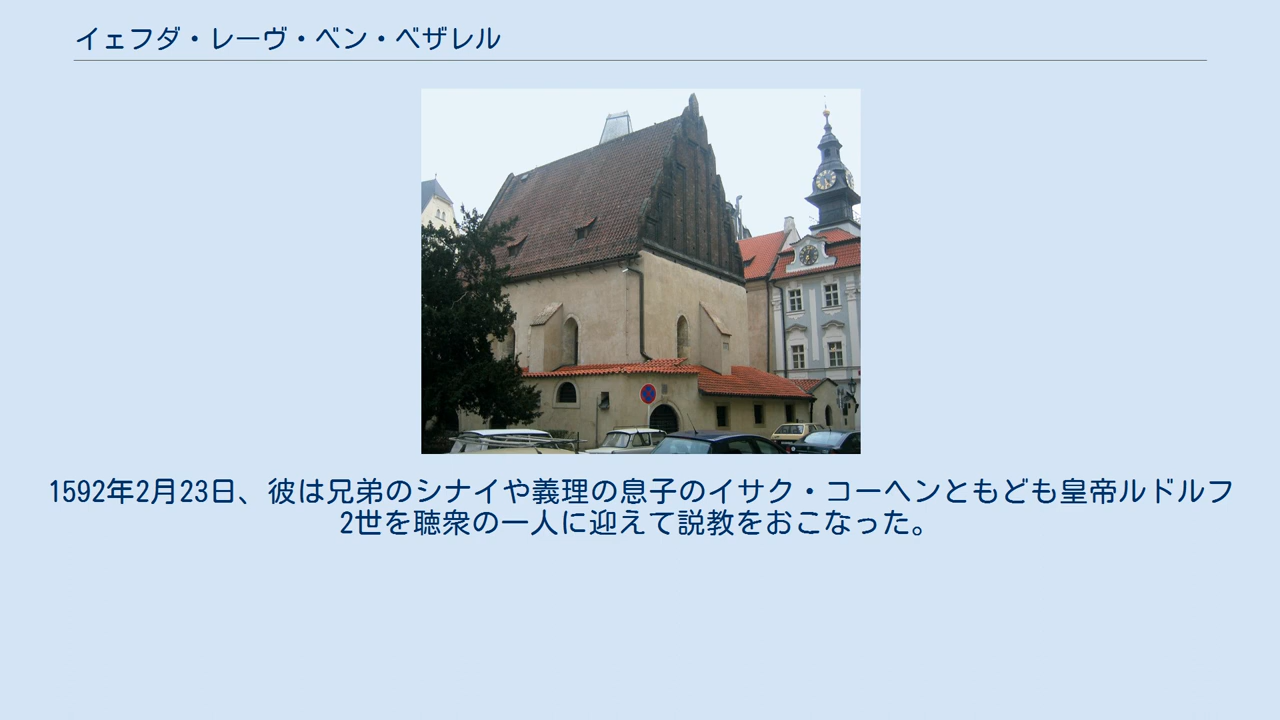 イェフダ・レーヴ・ベン・ベザレル
1592年2月23日、彼は兄弟のシナイや義理の息子のイサク・コーヘンともども皇帝ルドルフ
2世を聴衆の一人に迎えて説教をおこなった。